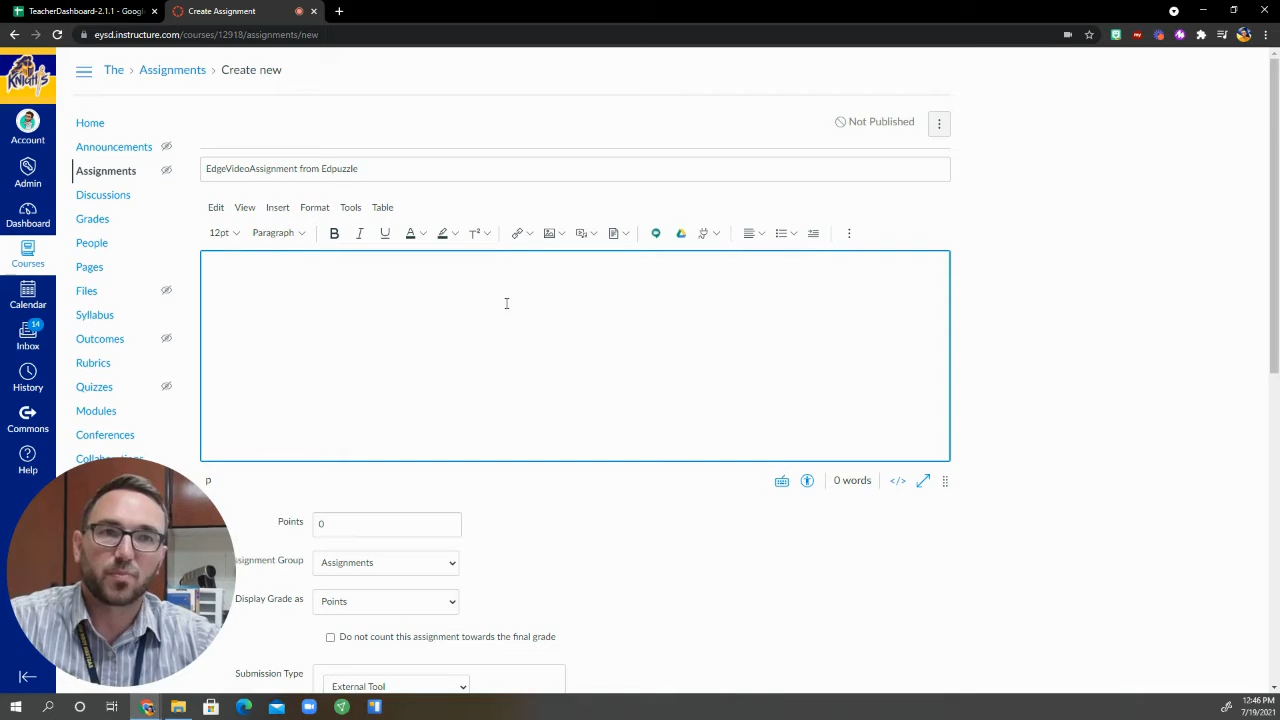 TeacherDashboard-2.1.1 - Google
Create Assignment
eysd.instructure.com/courses/12918/assignments/new
KNIGHTS
The > Assignments > Create new
Not Published
Account
Admin
Dashboard
Courses
Calendar
14
Inbox
History
Commons
Help
Home
Announcements
Assignments
Discussions
Grades
People
Pages
Files
Syllabus
Outcomes
Rubrics
Quizzes
Modules
Conferences
EdgeVideoAssignment from Edpuzzle
Edit View Insert Format Tools Table
12pt Paragraph B I U A T²
p
0 words </>
Points 0
Assignment Group Assignments
Display Grade as Points
Do not count this assignment towards the final grade
Submission Type
External Tool
12:46 PM
7/19/2021